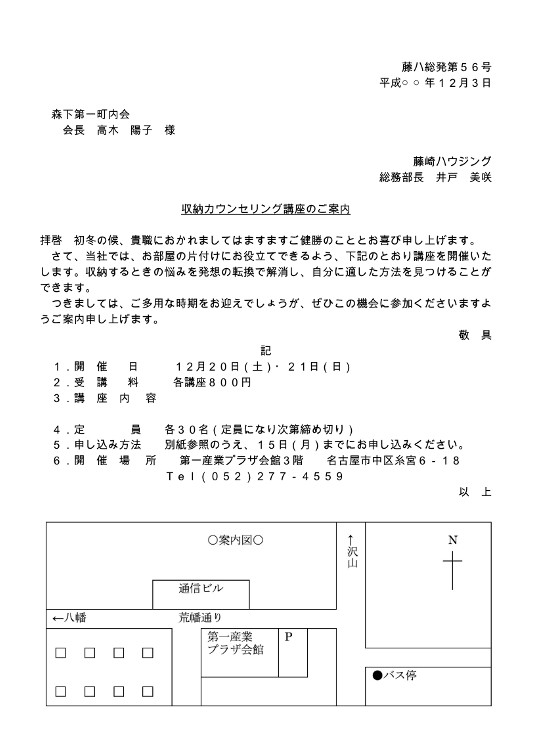 藤八総発第５６号
平成○○年１２月３日
森下第一町内会
会長　高木　陽子　様
藤崎ハウジング
総務部長　井戸　美咲
収納カウンセリング講座のご案内
拝啓　初冬の候、貴職におかれましてはますますご健勝のこととお喜び申し上げます。
さて、当社では、お部屋の片付けにお役立てできるよう、下記のとおり講座を開催いた
します。収納するときの悩みを発想の転換で解消し、自分に適した方法を見つけることが
できます。
つきましては、ご多用な時期をお迎えでしょうが、ぜひこの機会に参加くださいますよ
うご案内申し上げます。
敬　具
記
１．開　催　日　　１２月２０日(土)・２１日(日)
２．受　講　料　　各講座８００円
３．講　座　内　容
４．定　　　員　　各３０名(定員になり次第締め切り)
５．申し込み方法　　別紙参照のうえ、１５日(月)までにお申し込みください。
６．開　催　場　所　　第一産業プラザ会館３階　　名古屋市中区糸宮６-１８
Ｔｅｌ(０５２)２７７-４５５９
以　上
○案内図○
↑沢山
N
通信ビル
←八幡
荒幡通り
第一産業
プラザ会館
P
●バス停